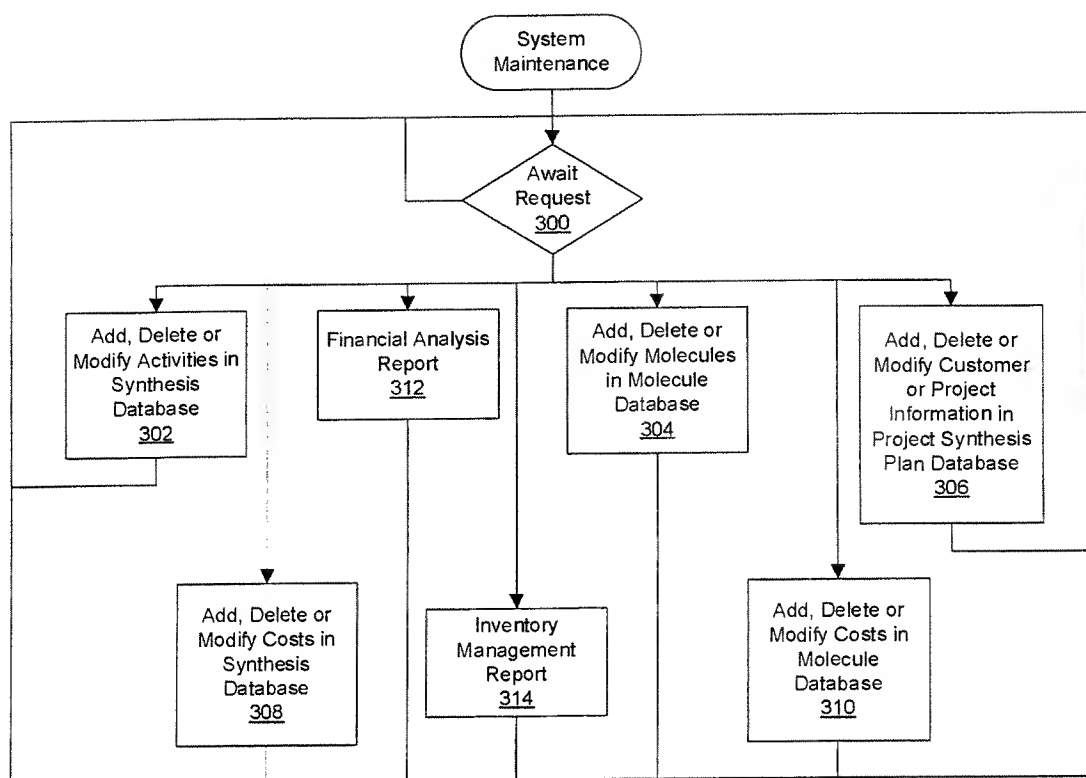 System
Maintenance
Await
Request
300
Add, Delete or
Modify Activities in
Synthesis
Database
302
Financial Analysis
Report
312
Add, Delete or
Modify Molecules
in Molecule
Database
304
Add, Delete or
Modify Customer
or Project
Information in
Project Synthesis
Plan Database
306
Add, Delete or
Modify Costs in
Synthesis
Database
308
Inventory
Management
Report
314
Add, Delete or
Modify Costs in
Molecule
Database
310